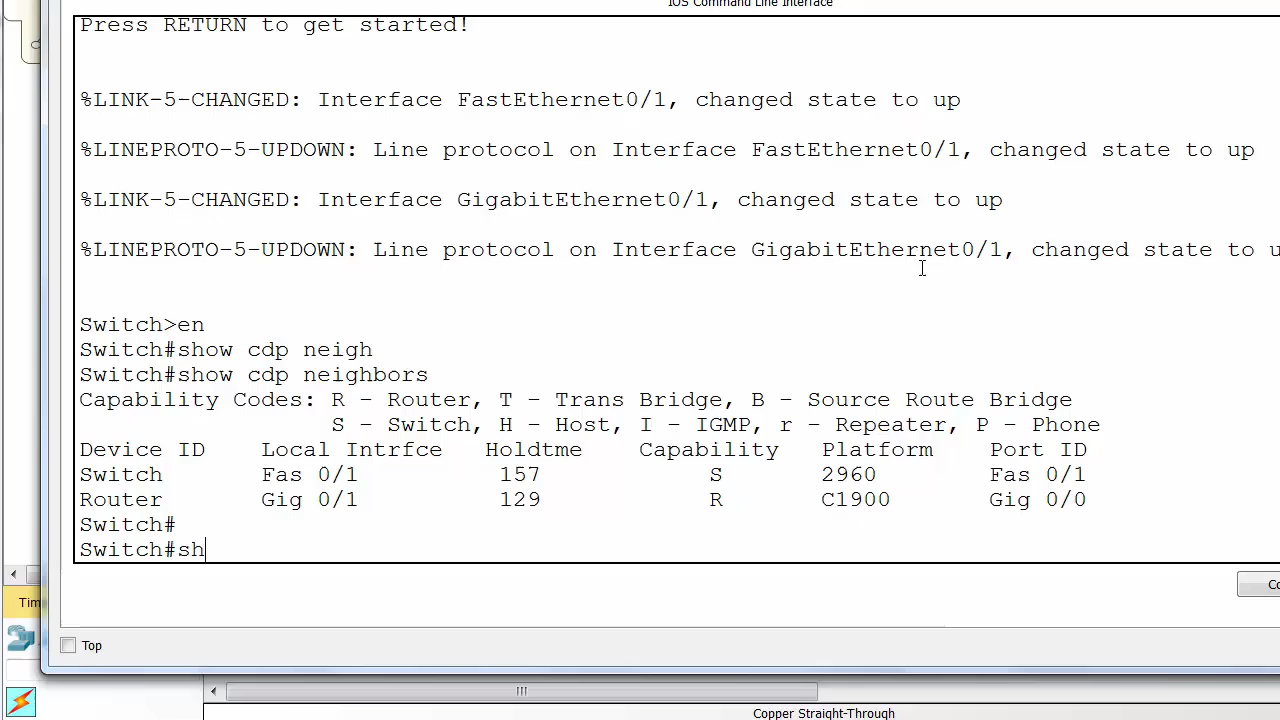 IOS Command Line Interface
Press RETURN to get started!
%LINK-5-CHANGED: Interface FastEthernet0/1, changed state to up
%LINEPROTO-5-UPDOWN: Line protocol on Interface FastEthernet0/1, changed state to up
%LINK-5-CHANGED: Interface GigabitEthernet0/1, changed state to up
%LINEPROTO-5-UPDOWN: Line protocol on Interface GigabitEthernet0/1, changed state to u
Switch>en
Switch#show cdp neigh
Switch#show cdp neighbors
Capability Codes: R - Router, T - Trans Bridge, B - Source Route Bridge
S - Switch, H - Host, I - IGMP, r - Repeater, P - Phone
Device ID Local Intrfce Holdtme Capability Platform Port ID
Switch Fas 0/1 157 S 2960 Fas 0/1
Router Gig 0/1 129 R C1900 Gig 0/0
Switch#
Switch#sh
Co
Tim
Top
Copper Straight-Through